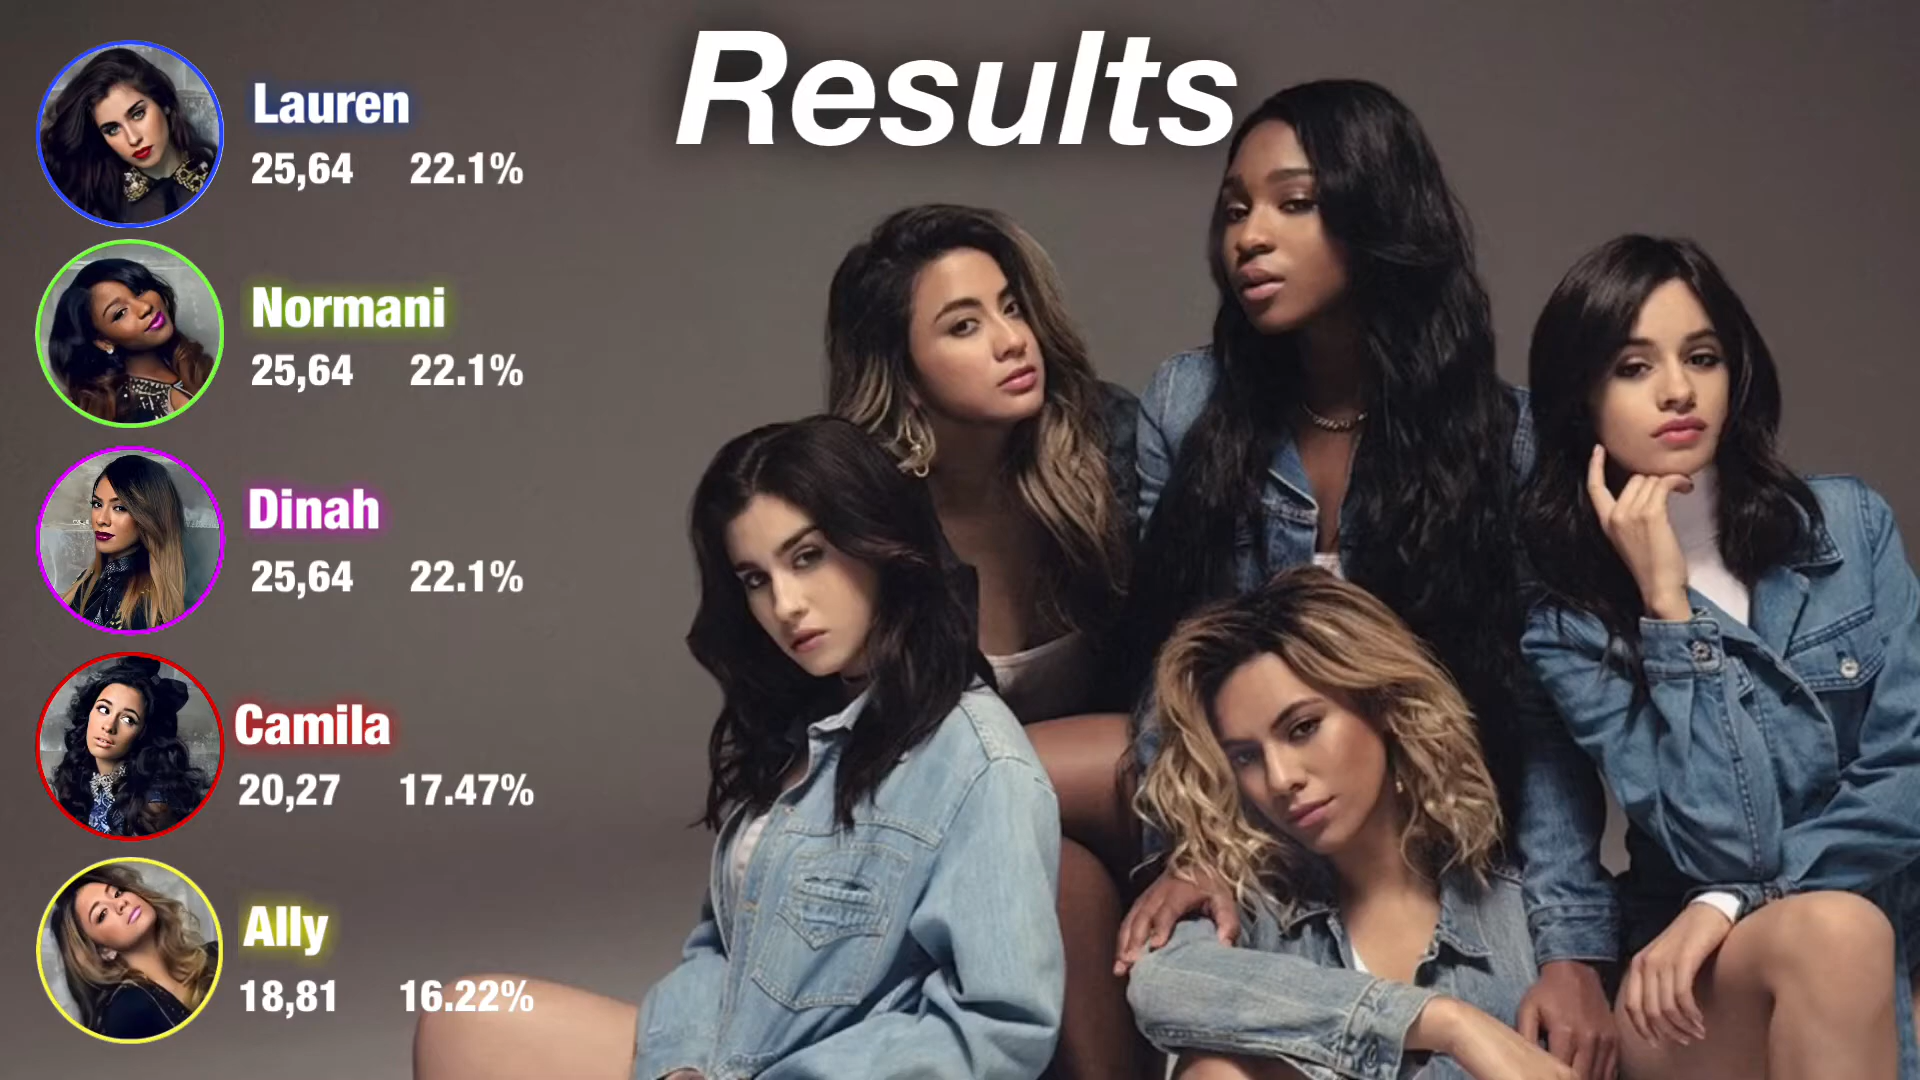 Results
Lauren
25,64 22.1%
Normani
25,64 22.1%
Dinah
25,64 22.1%
Camila
20,27 17.47%
Ally
18,81 16.22%